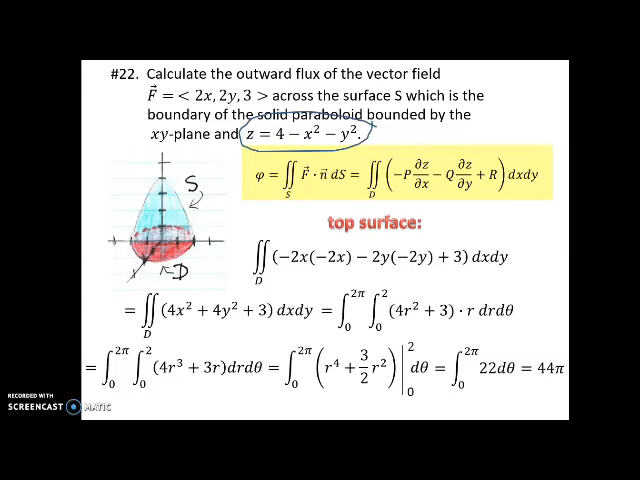 #22. Calculate the outward flux of the vector field
F⃗ = < 2x, 2y, 3 > across the surface S which is the
boundary of the solid paraboloid bounded by the
xy-plane and z = 4 − x² − y².
φ = ∬_S F⃗ · n⃗ dS = ∬_D (−P ∂z/∂x − Q ∂z/∂y + R) dxdy
S
D
top surface:
∬_D (−2x(−2x) − 2y(−2y) + 3) dxdy
= ∬_D (4x² + 4y² + 3) dxdy = ∫_0^{2π} ∫_0^2 (4r² + 3) · r drdθ
= ∫_0^{2π} ∫_0^2 (4r³ + 3r) drdθ = ∫_0^{2π} (r⁴ + 3/2 r²) |_0^2 dθ = ∫_0^{2π} 22dθ = 44π
RECORDED WITH
SCREENCAST MATIC